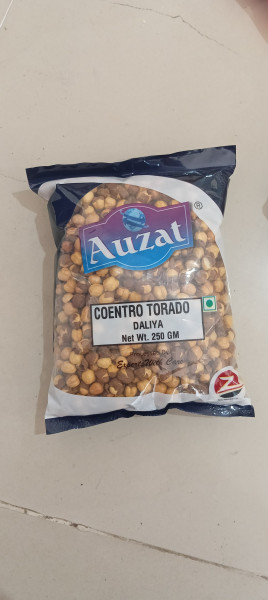 Auzat
®
COENTRO TORADO
DALIYA
Net Wt. 250 GM
Z